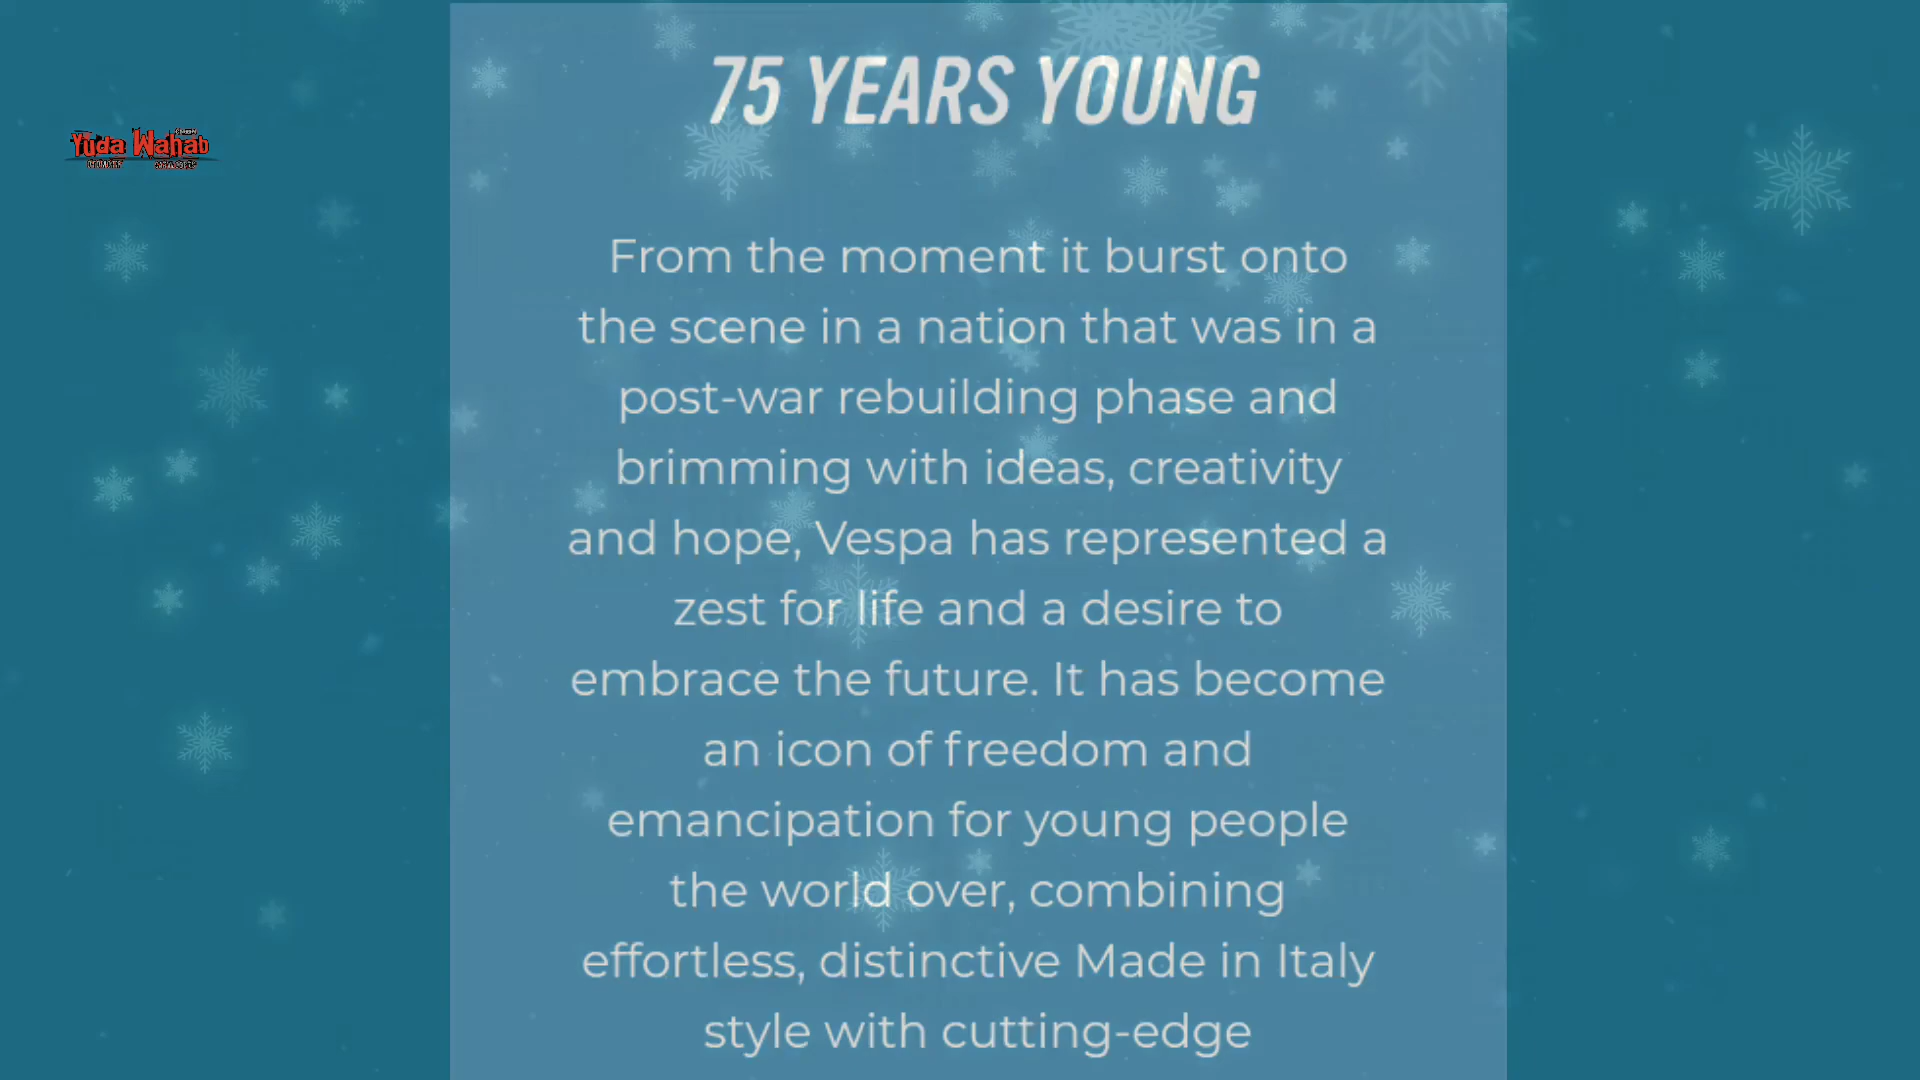 75 YEARS YOUNG
Yuda Wahab
From the moment it burst onto
the scene in a nation that was in a
post-war rebuilding phase and
brimming with ideas, creativity
and hope, Vespa has represented a
zest for life and a desire to
embrace the future. It has become
an icon of freedom and
emancipation for young people
the world over, combining
effortless, distinctive Made in Italy
style with cutting-edge